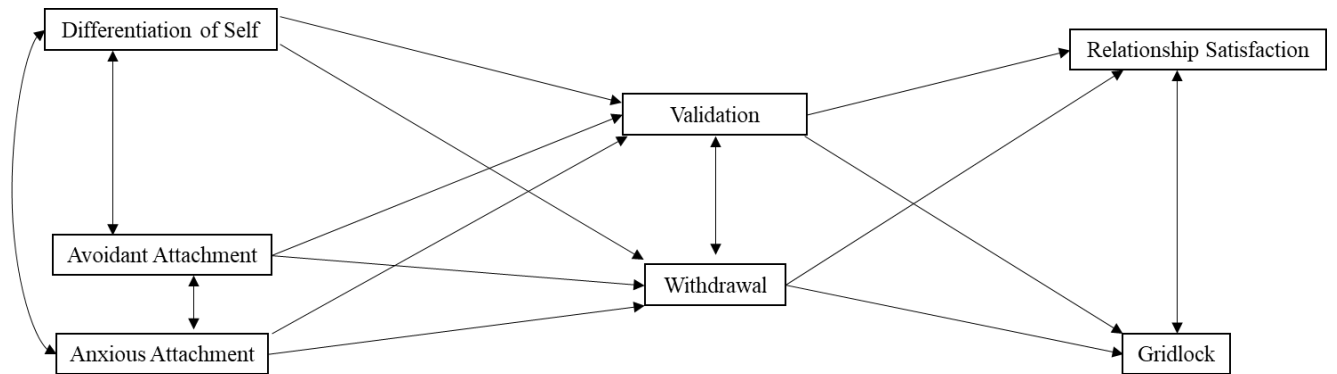 Differentiation of Self
Relationship Satisfaction
Validation
Avoidant Attachment
Withdrawal
Anxious Attachment
Gridlock